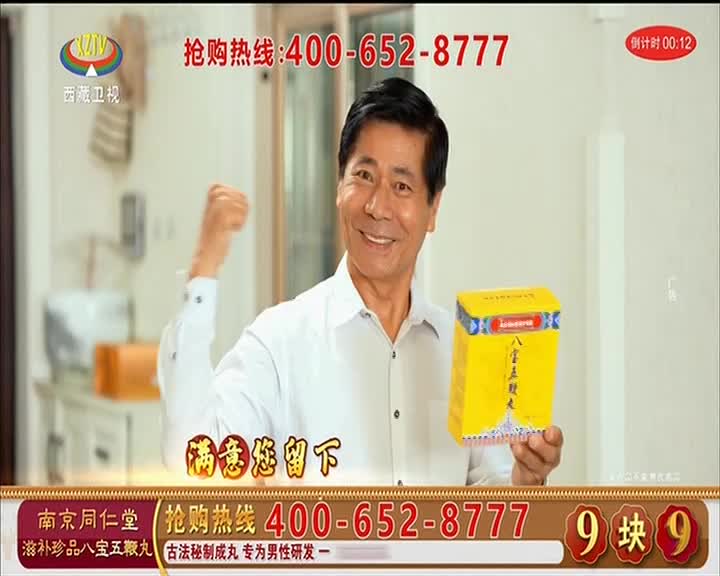 XZTV
西藏卫视
抢购热线:400-652-8777
倒计时 00:12
广告
八宝五鞭丸
满意您留下
南京同仁堂
滋补珍品八宝五鞭丸
抢购热线 400-652-8777
古法秘制成丸 专为男性研发 一
9块9